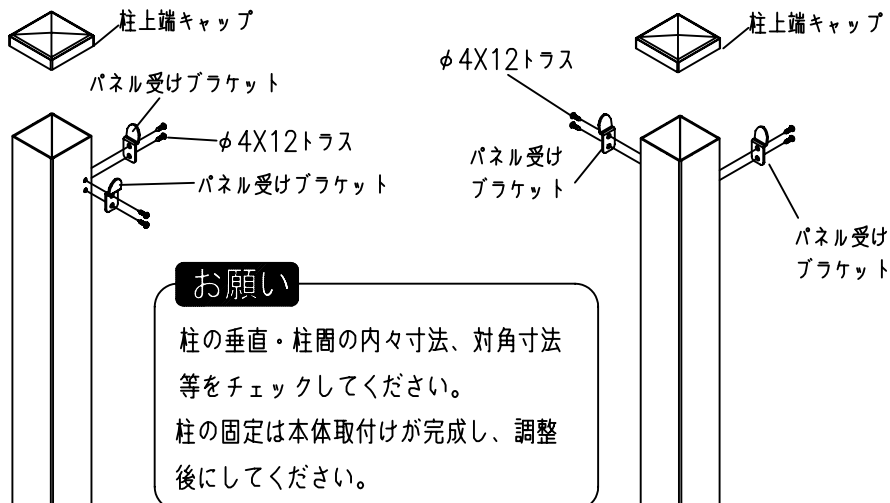 柱上端キャップ
パネル受けブラケット
φ4X12トラス
パネル受けブラケット
柱上端キャップ
φ4X12トラス
パネル受け
ブラケット
パネル受け
ブラケット
お願い
柱の垂直・柱間の内々寸法、対角寸法
等をチェックしてください。
柱の固定は本体取付けが完成し、調整
後にしてください。